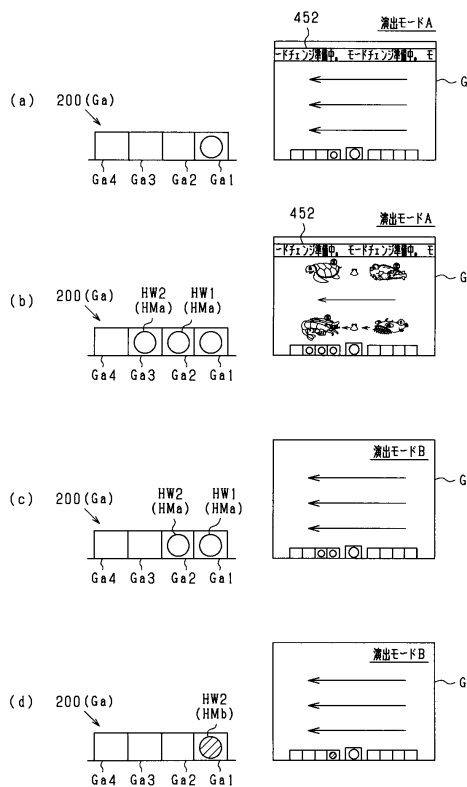 452
演出モードA
ードチェンジ準備中。 モードチェンジ準備中。 モ
G
(a) 200(Ga)
Ga4 Ga3 Ga2 Ga1
452
演出モードA
ードチェンジ準備中。 モードチェンジ準備中。 モ
G
(b) 200(Ga)
HW2 (HMa)
HW1 (HMa)
Ga4 Ga3 Ga2 Ga1
演出モードB
G
(c) 200(Ga)
HW2 (HMa)
HW1 (HMa)
Ga4 Ga3 Ga2 Ga1
演出モードB
G
(d) 200(Ga)
HW2 (HMb)
Ga4 Ga3 Ga2 Ga1